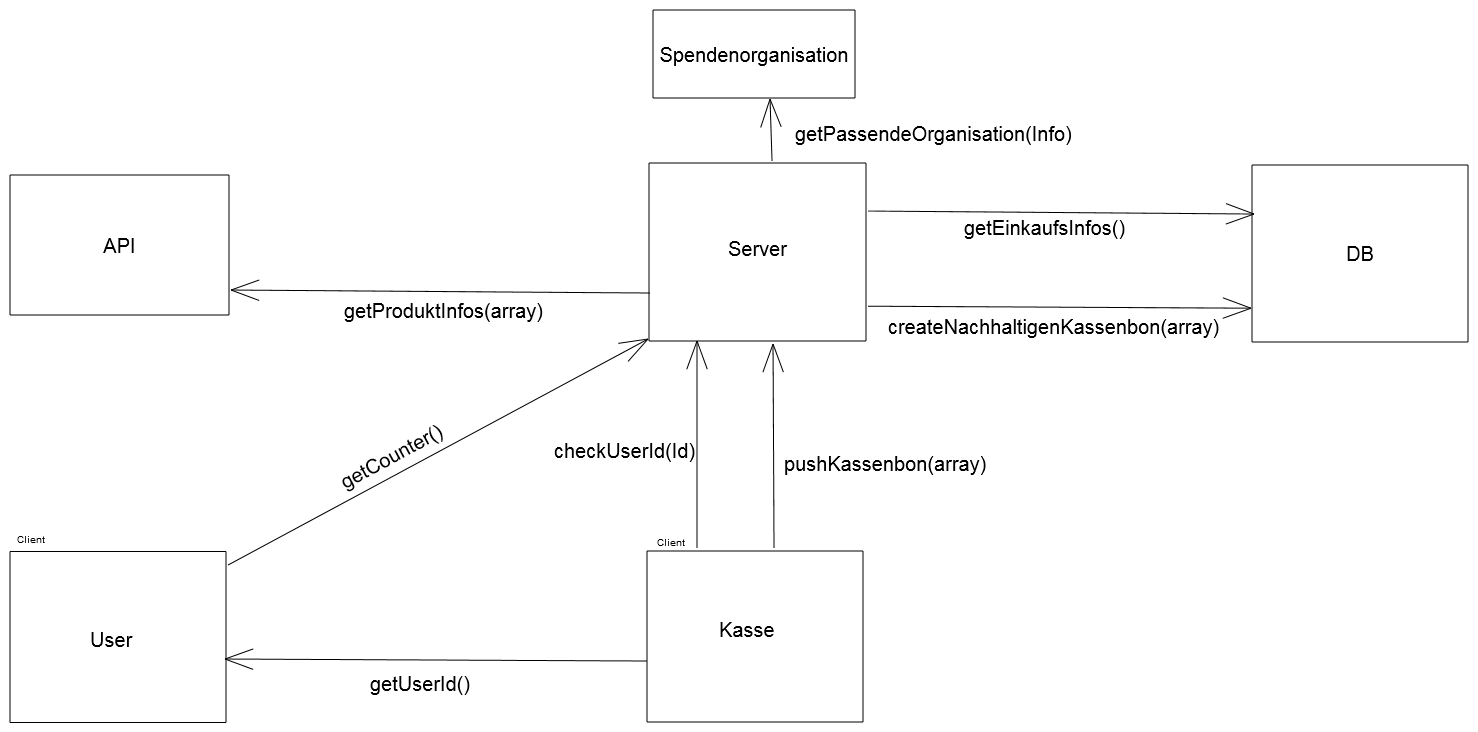 Spendenorganisation
getPassendeOrganisation(Info)
API
Server
getEinkaufsInfos()
DB
getProduktInfos(array)
createNachhaltigenKassenbon(array)
getCounter()
checkUserId(Id)
pushKassenbon(array)
Client
User
Client
Kasse
getUserId()